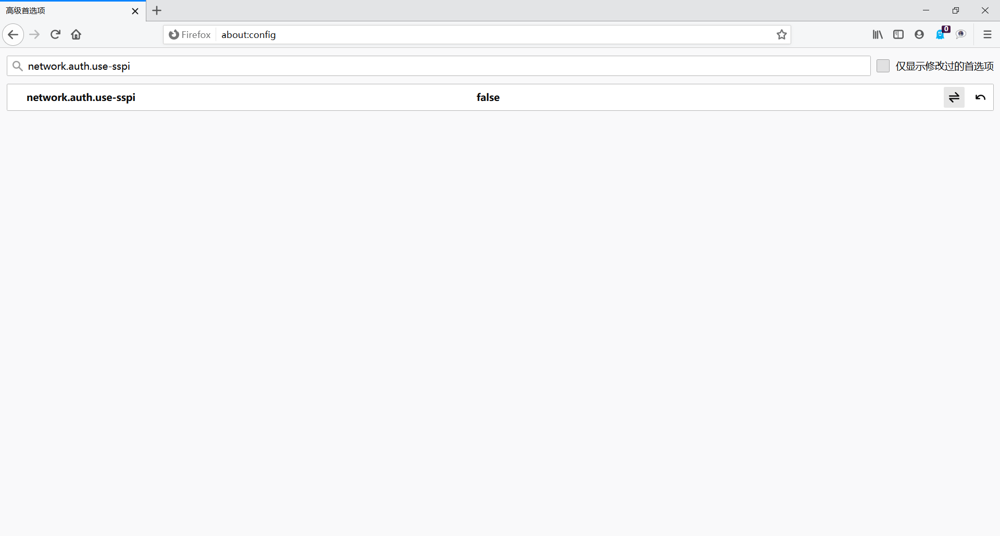 高级首选项
Firefox about:config
0
network.auth.use-sspi
仅显示修改过的首选项
network.auth.use-sspi false